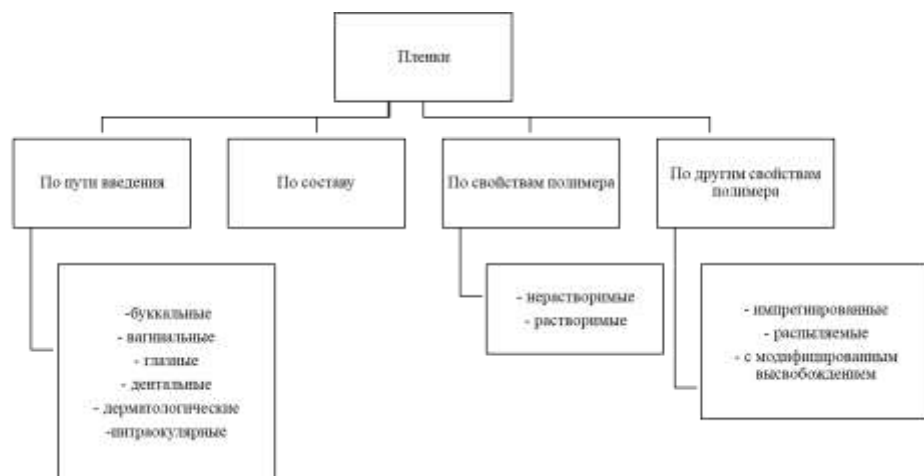 Пленки
По пути введения
По составу
По свойствам полимера
По другим свойствам
полимера
-буккальные
- вагинальные
- глазные
- дентальные
- дерматологические
-интраокулярные
- нерастворимые
- растворимые
- импрегнированные
- распыляемые
- с модифицированным
высвобождением